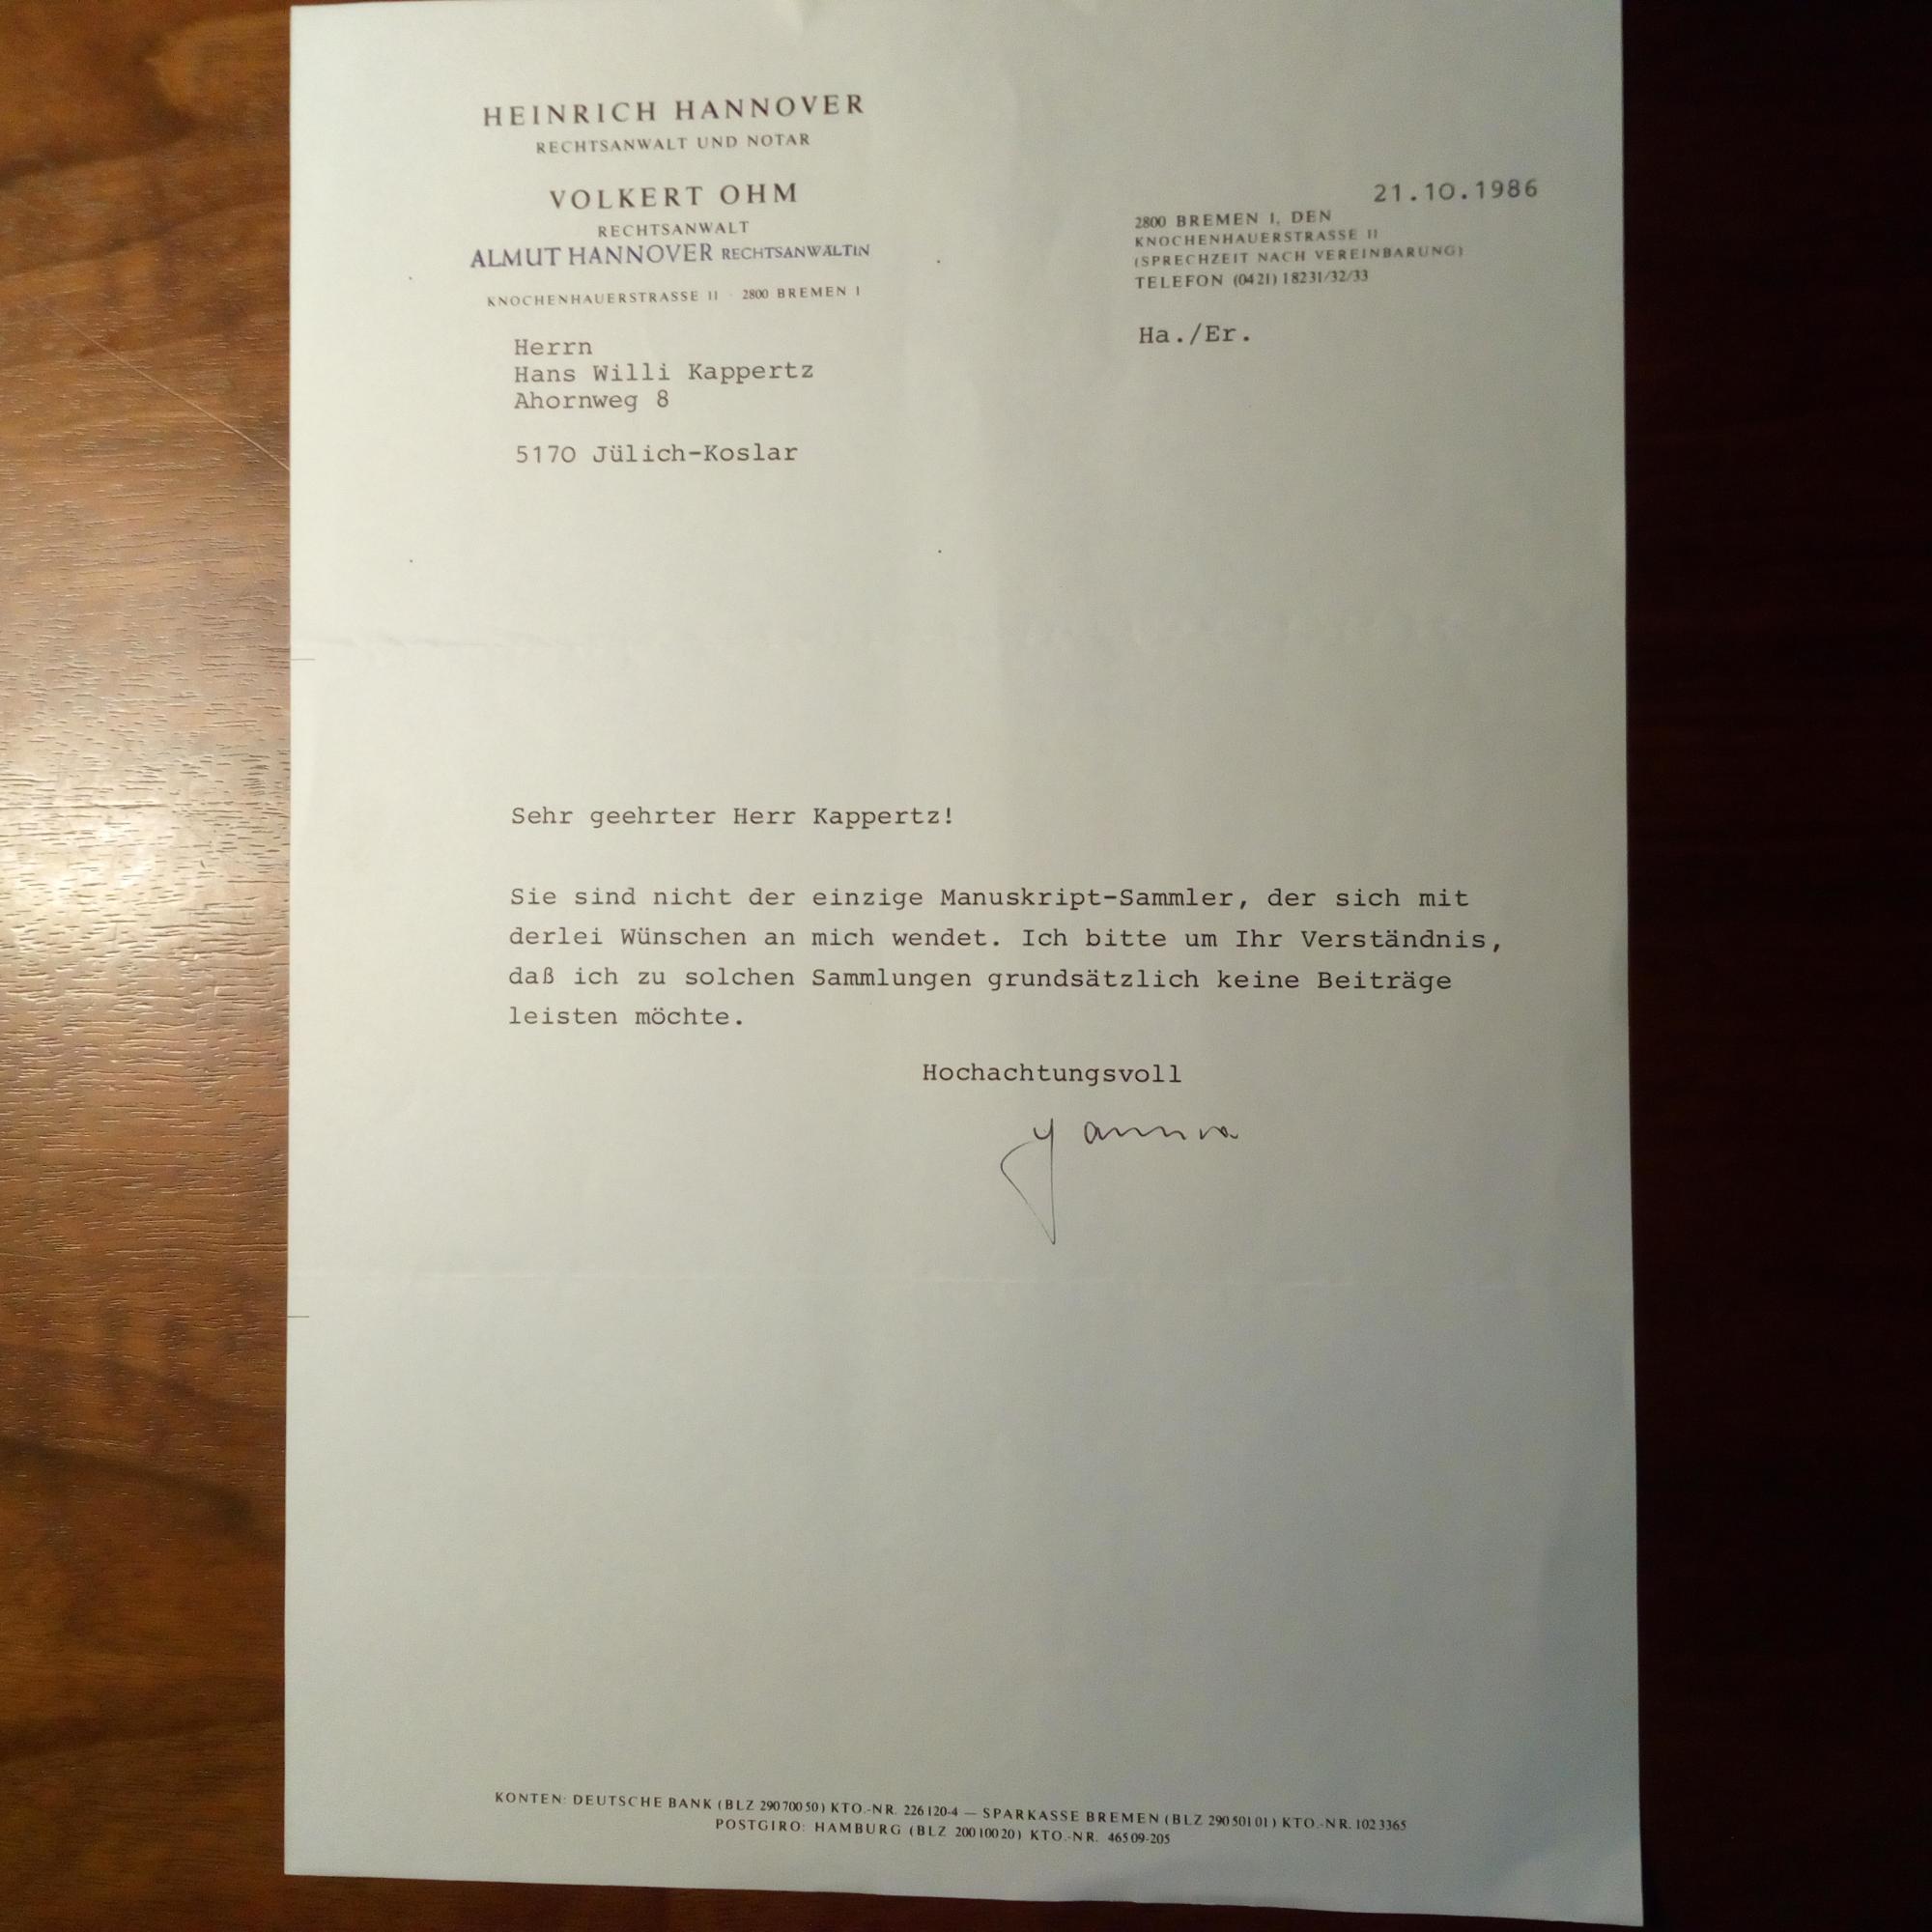 HEINRICH HANNOVER
RECHTSANWALT UND NOTAR
VOLKERT OHM
RECHTSANWALT
ALMUT HANNOVER RECHTSANWÄLTIN
KNOCHENHAUERSTRASSE 11 · 2800 BREMEN 1
21.10.1986
2800 BREMEN 1, DEN
KNOCHENHAUERSTRASSE 11
(SPRECHZEIT NACH VEREINBARUNG)
TELEFON (0421) 18231/32/33
Ha./Er.
Herrn
Hans Willi Kappertz
Ahornweg 8
5170 Jülich-Koslar
Sehr geehrter Herr Kappertz!
Sie sind nicht der einzige Manuskript-Sammler, der sich mit
derlei Wünschen an mich wendet. Ich bitte um Ihr Verständnis,
daß ich zu solchen Sammlungen grundsätzlich keine Beiträge
leisten möchte.
Hochachtungsvoll
KONTEN: DEUTSCHE BANK (BLZ 290 700 50) KTO.-NR. 226 120-4 — SPARKASSE BREMEN (BLZ 290 501 01) KTO.-NR. 102 3365
POSTGIRO: HAMBURG (BLZ 200 100 20) KTO.-NR. 465 09-205